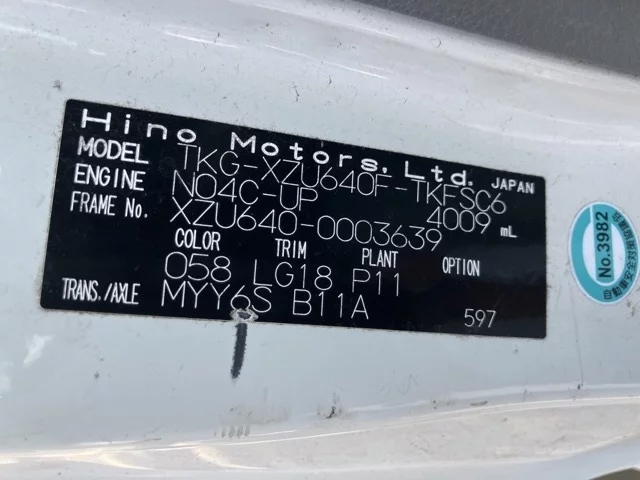 Hino Motors, Ltd. JAPAN
MODEL TKG-XZU640F-TKFSC6
ENGINE N04C-UP 4009 mL
FRAME No. XZU640-0003639
COLOR TRIM PLANT OPTION
058 LG18 P11
TRANS./AXLE MYY6S B11A 597
No.3982